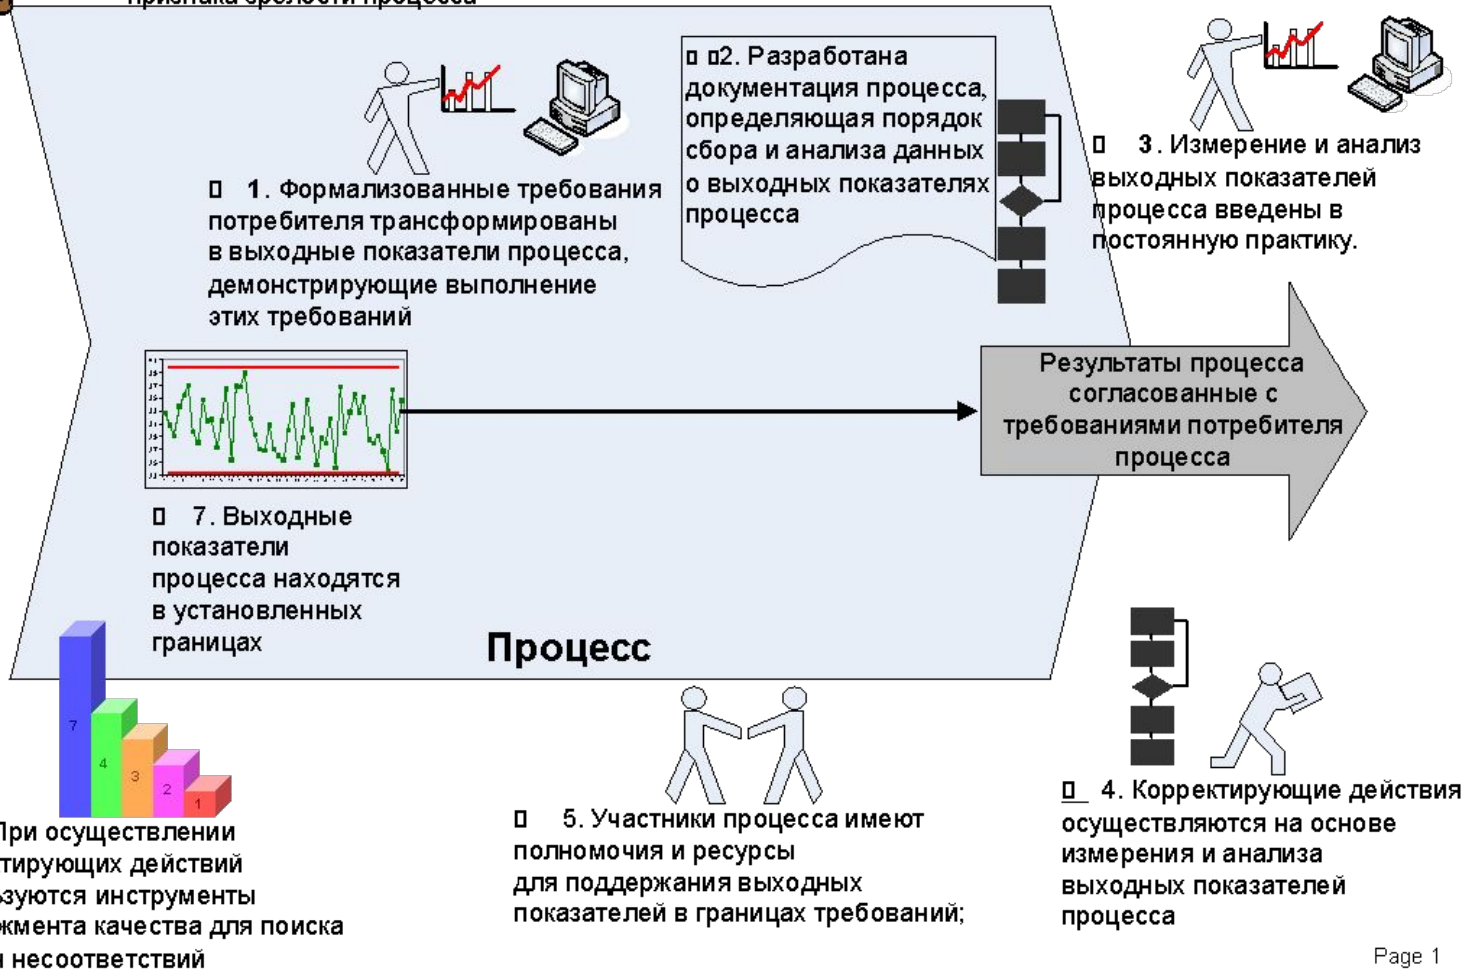 признака зрелости процесса
1. Формализованные требования
потребителя трансформированы
в выходные показатели процесса,
демонстрирующие выполнение
этих требований
2. Разработана
документация процесса,
определяющая порядок
сбора и анализа данных
о выходных показателях
процесса
3. Измерение и анализ
выходных показателей
процесса введены в
постоянную практику.
Результаты процесса
согласованные с
требованиями потребителя
процесса
7. Выходные
показатели
процесса находятся
в установленных
границах
Процесс
7
4
3
2
1
При осуществлении
тирующих действий
ьзуются инструменты
жмента качества для поиска
несоответствий
5. Участники процесса имеют
полномочия и ресурсы
для поддержания выходных
показателей в границах требований;
4. Корректирующие действия
осуществляются на основе
измерения и анализа
выходных показателей
процесса
Page 1